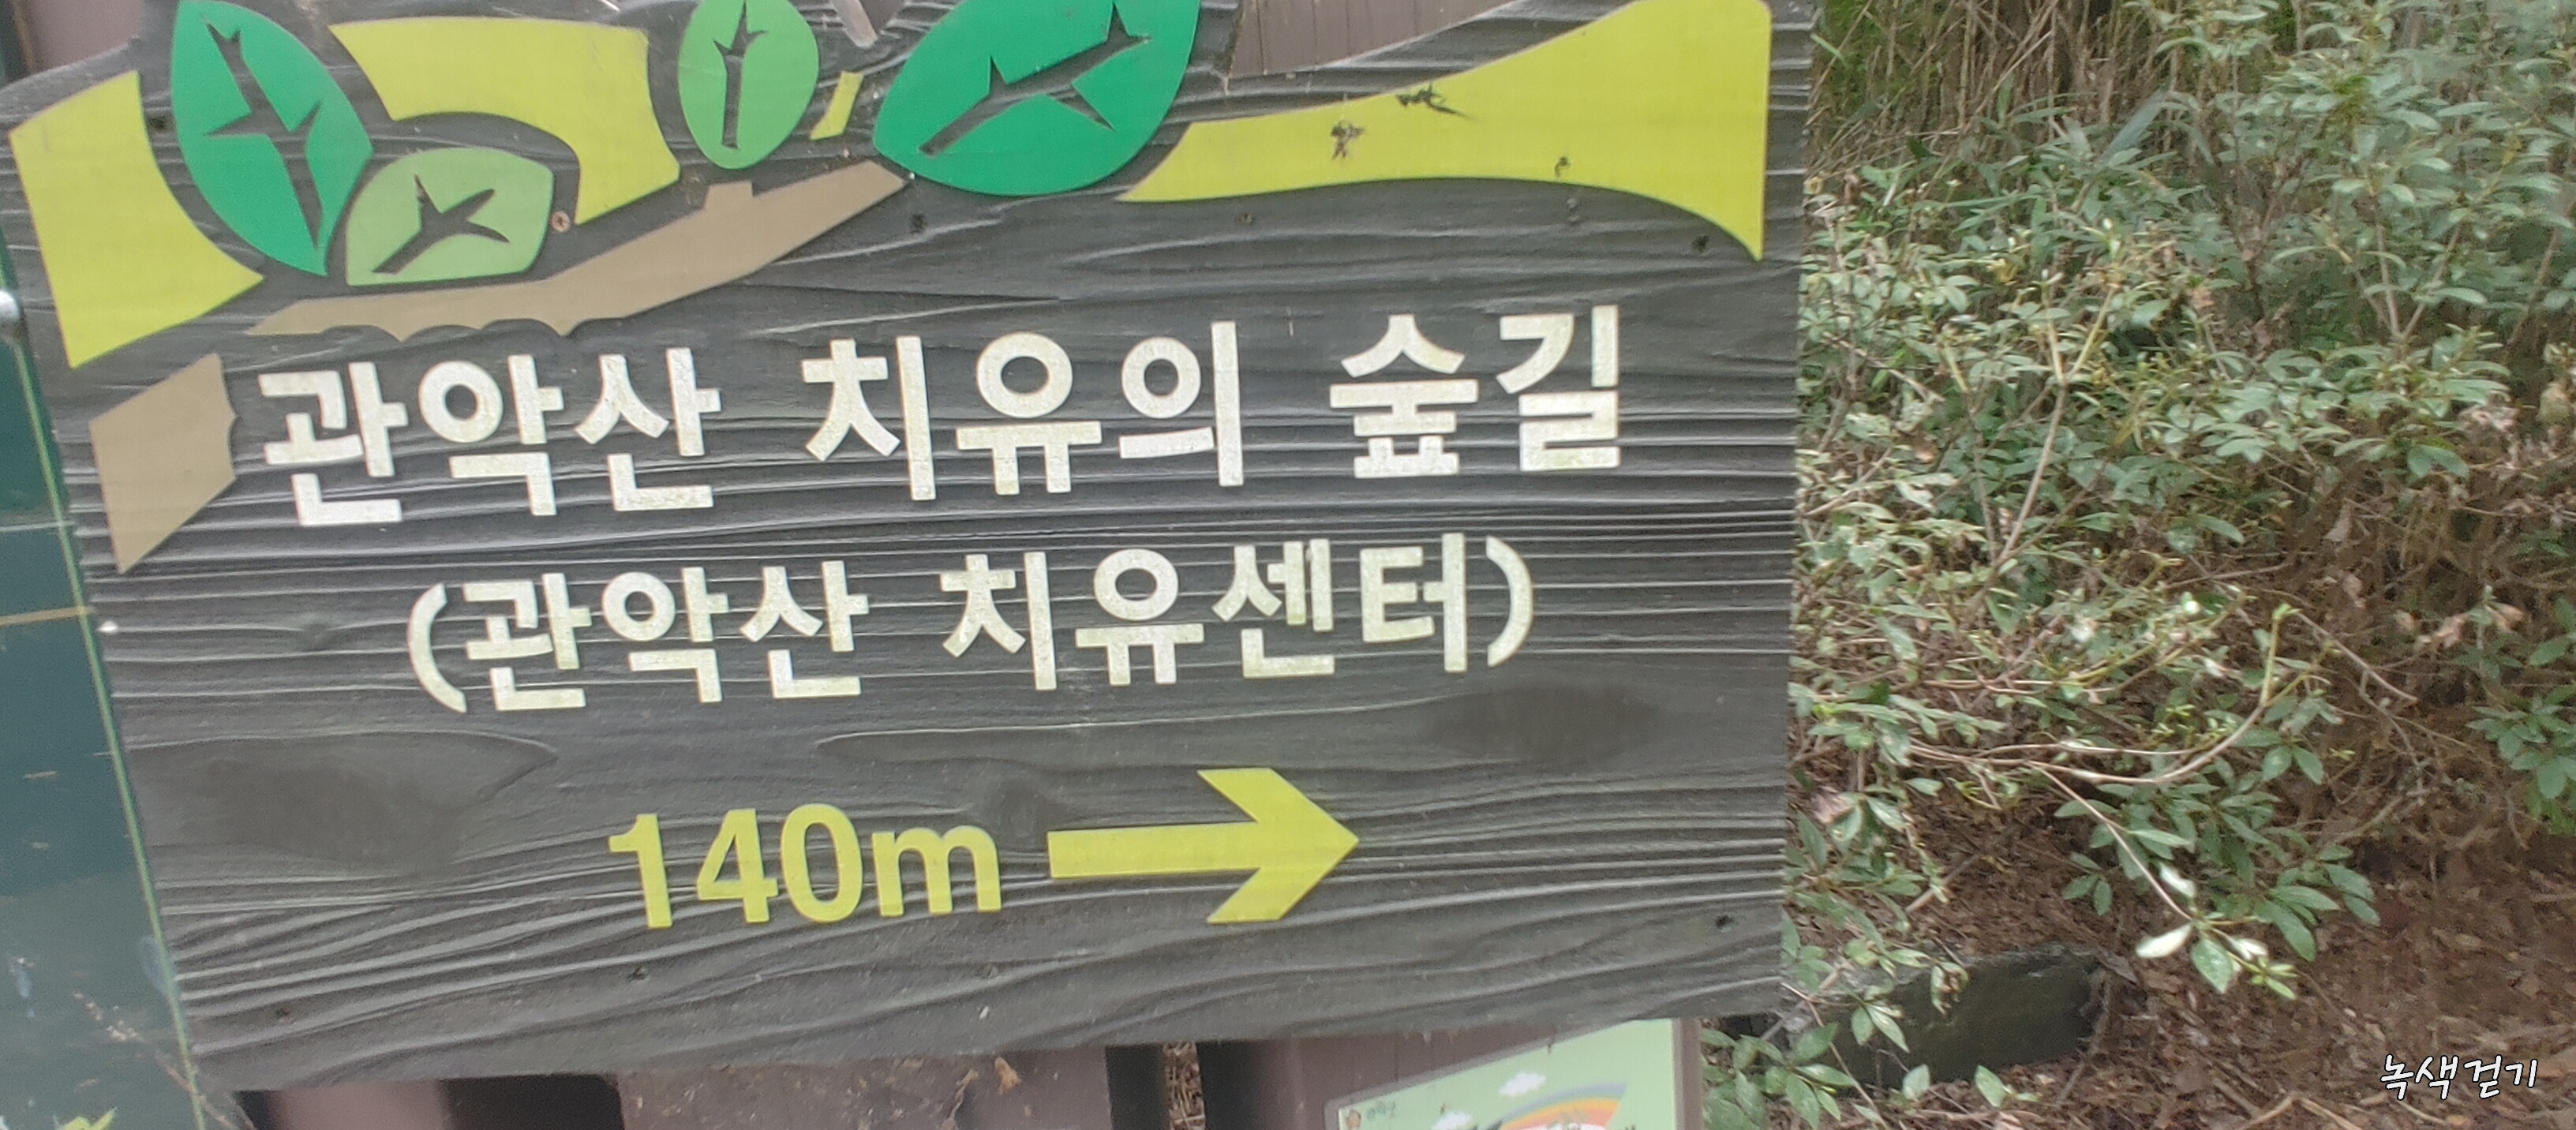 관악산 치유의 숲길
(관악산 치유센터)
140m →
녹색걷기